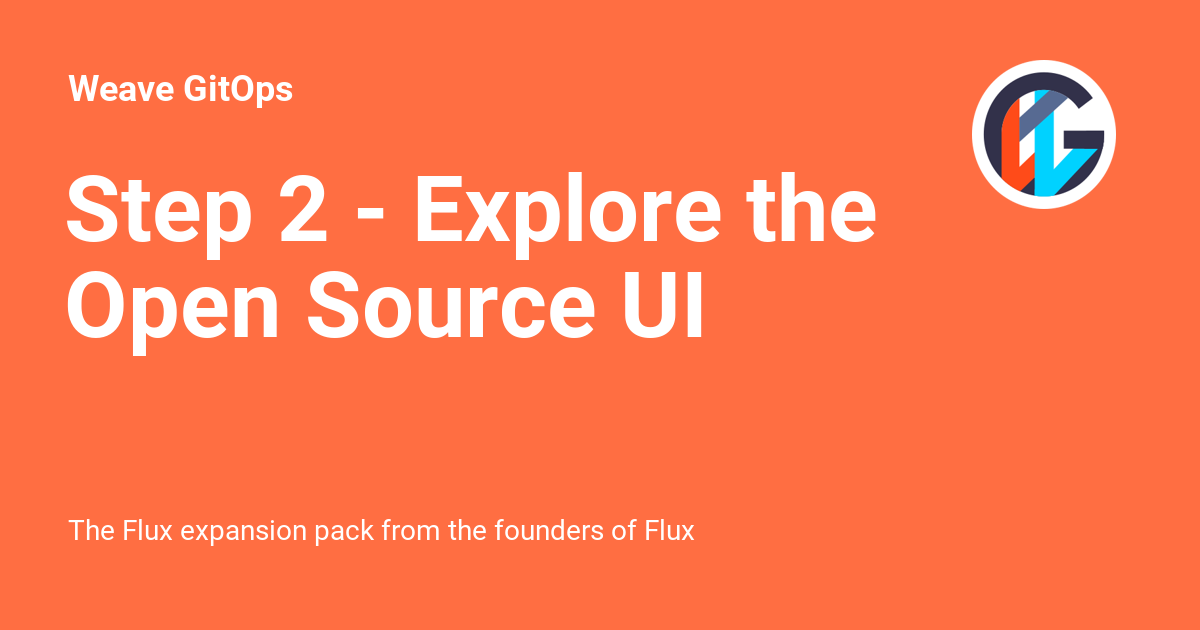 Weave GitOps
Step 2 - Explore the
Open Source UI
The Flux expansion pack from the founders of Flux